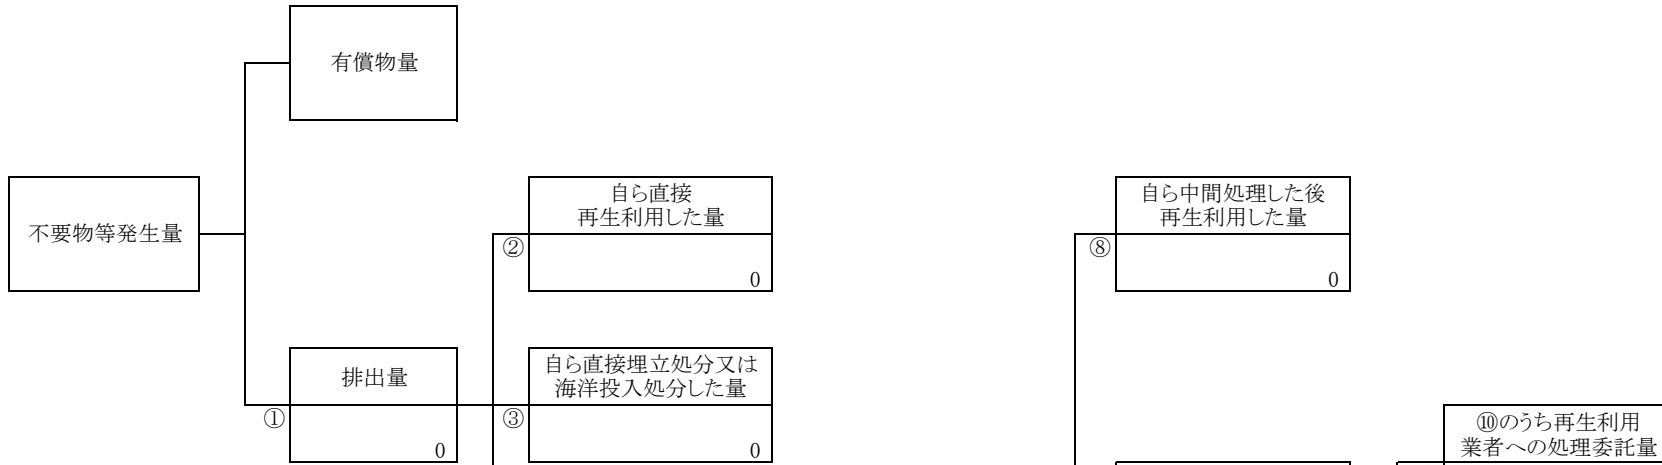 有償物量
不要物等発生量
自ら直接
再生利用した量
②
0
自ら中間処理した後
再生利用した量
⑧
0
排出量
①
0
自ら直接埋立処分又は
海洋投入処分した量
③
0
⑩のうち再生利用
業者への処理委託量